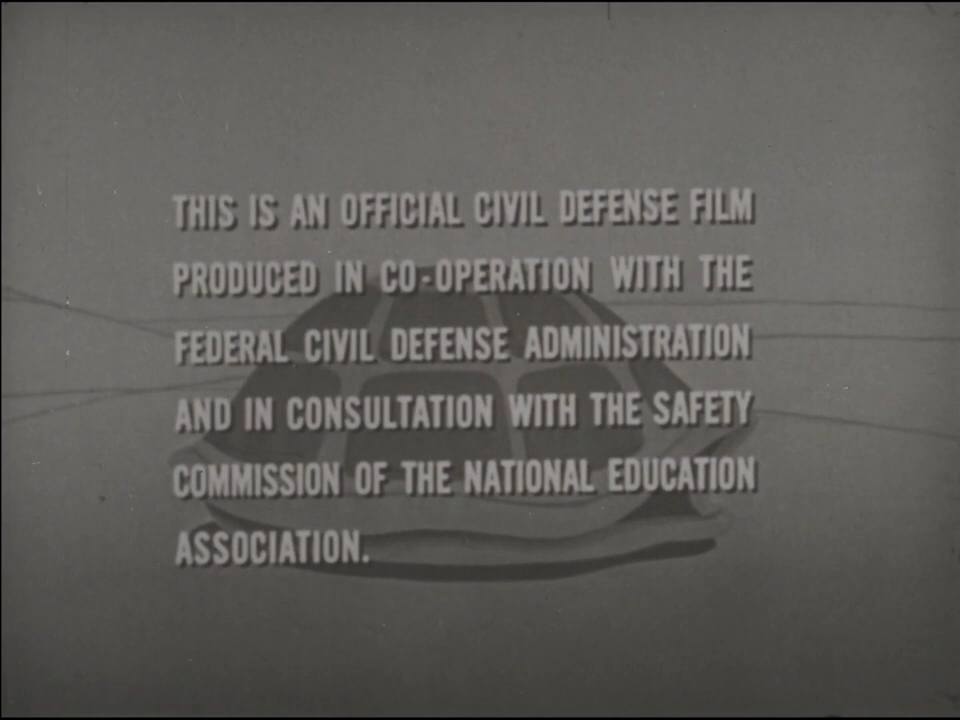 THIS IS AN OFFICIAL CIVIL DEFENSE FILM
PRODUCED IN CO-OPERATION WITH THE
FEDERAL CIVIL DEFENSE ADMINISTRATION
AND IN CONSULTATION WITH THE SAFETY
COMMISSION OF THE NATIONAL EDUCATION
ASSOCIATION.